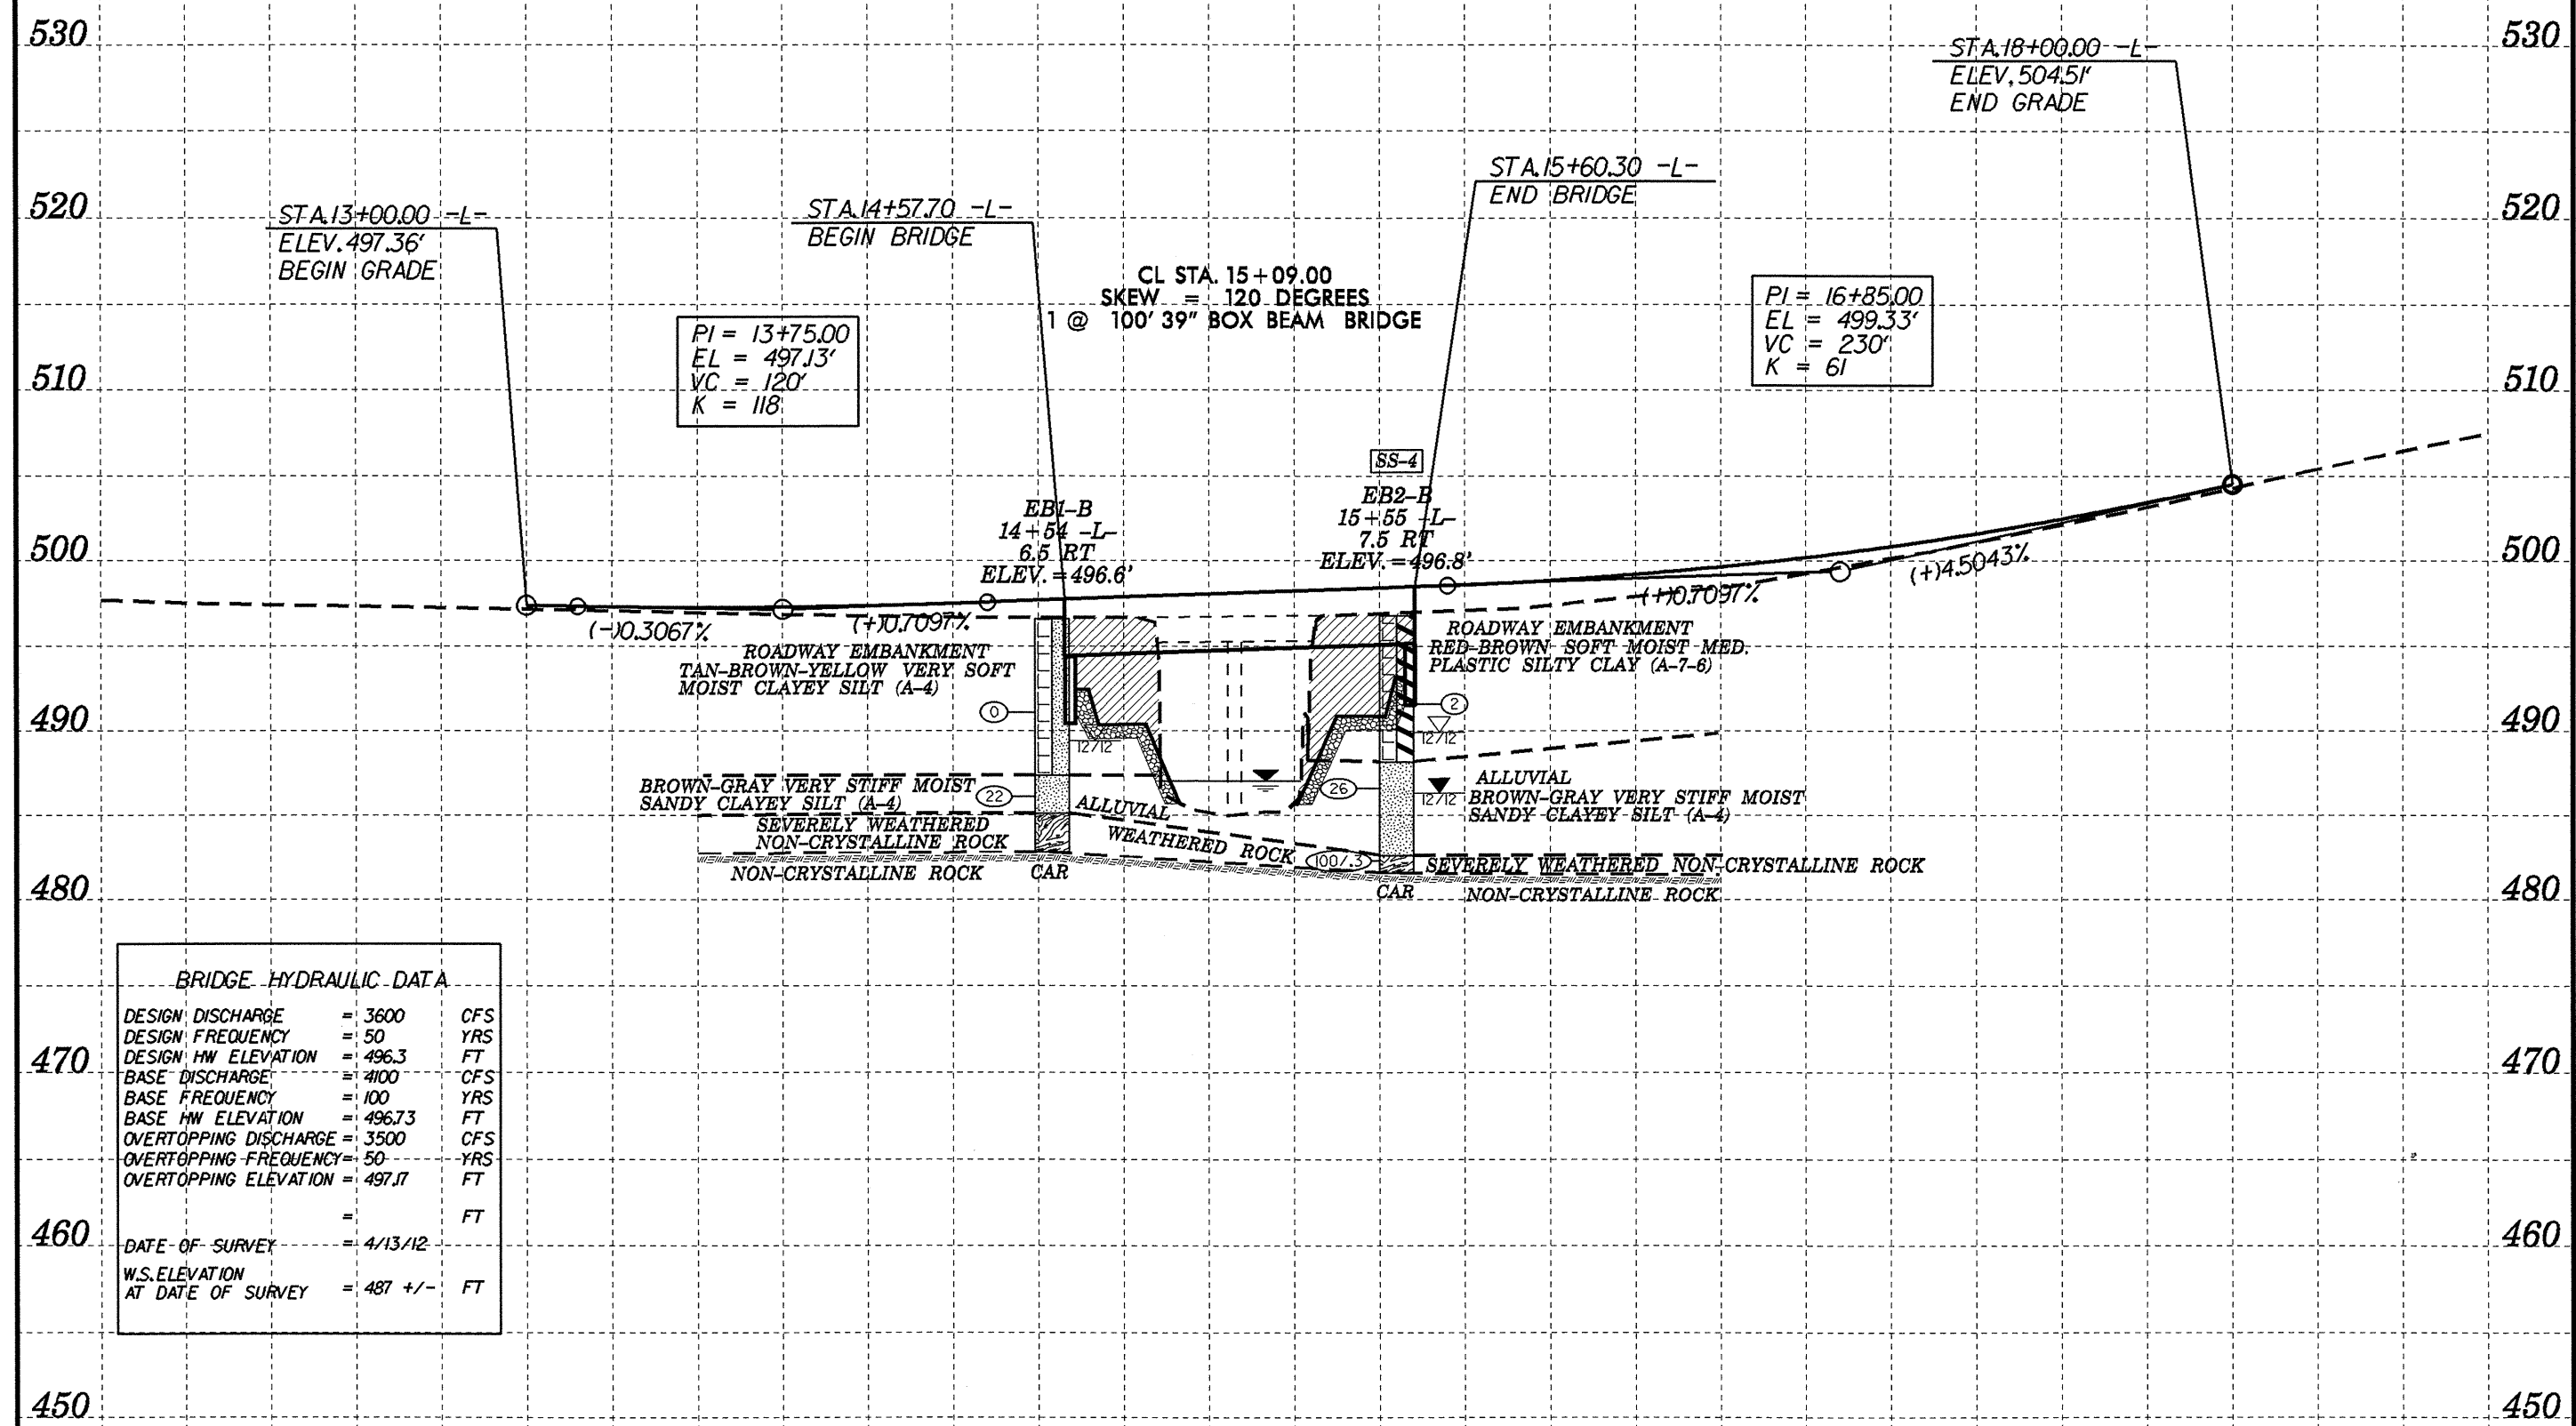 530
530
STA.18+00.00 -L-
ELEV.504.51'
END GRADE
STA.15+60.30 -L-
END BRIDGE
520
520
STA.13+00.00 -L-
ELEV.497.36'
BEGIN GRADE
STA.14+57.70 -L-
BEGIN BRIDGE
CL STA. 15+09.00
SKEW = 120 DEGREES
1 @ 100' 39" BOX BEAM BRIDGE
PI = 13+75.00
EL = 497.13'
VC = 120'
K = 118
PI = 16+85.00
EL = 499.33'
VC = 230'
K = 61
510
510
SS-4
EB1-B
14+54 -L-
6.5 RT
ELEV.=496.6'
EB2-B
15+55 -L-
7.5 RT
ELEV.=496.8'
500
500
(-)0.3067%
(+)0.7097%
(+)0.7097%
(+)4.5043%
ROADWAY EMBANKMENT
TAN-BROWN-YELLOW VERY SOFT
MOIST CLAYEY SILT (A-4)
ROADWAY EMBANKMENT
RED-BROWN SOFT MOIST MED.
PLASTIC SILTY CLAY (A-7-6)
0
2
490
490
12/12
12/12
BROWN-GRAY VERY STIFF MOIST
SANDY CLAYEY SILT (A-4)
22
26
12/12
ALLUVIAL
BROWN-GRAY VERY STIFF MOIST
SANDY CLAYEY SILT (A-4)
ALLUVIAL
WEATHERED ROCK
SEVERELY WEATHERED
NON-CRYSTALLINE ROCK
100/.3
SEVERELY WEATHERED NON-CRYSTALLINE ROCK
NON-CRYSTALLINE ROCK
CAR
CAR
NON-CRYSTALLINE ROCK
480
480
BRIDGE HYDRAULIC DATA
DESIGN DISCHARGE = 3600 CFS
DESIGN FREQUENCY = 50 YRS
DESIGN HW ELEVATION = 496.3 FT
BASE DISCHARGE = 4100 CFS
BASE FREQUENCY = 100 YRS
BASE HW ELEVATION = 496.73 FT
OVERTOPPING DISCHARGE = 3500 CFS
OVERTOPPING FREQUENCY = 50 YRS
OVERTOPPING ELEVATION = 497.17 FT
= FT
DATE OF SURVEY = 4/13/12
W.S.ELEVATION
AT DATE OF SURVEY = 487 +/- FT
470
470
460
460
450
450